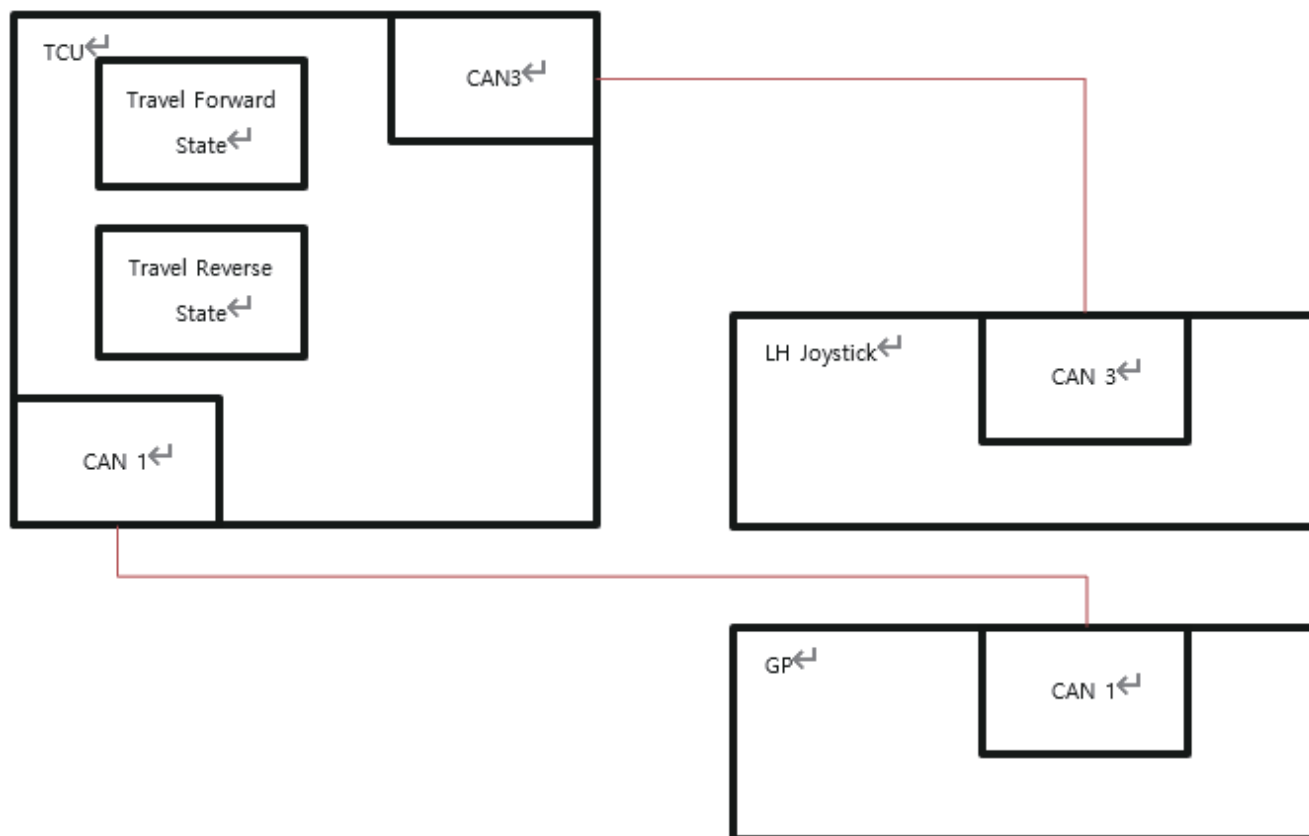 TCU
CAN3
Travel Forward
State
Travel Reverse
State
CAN 1
LH Joystick
CAN 3
GP
CAN 1